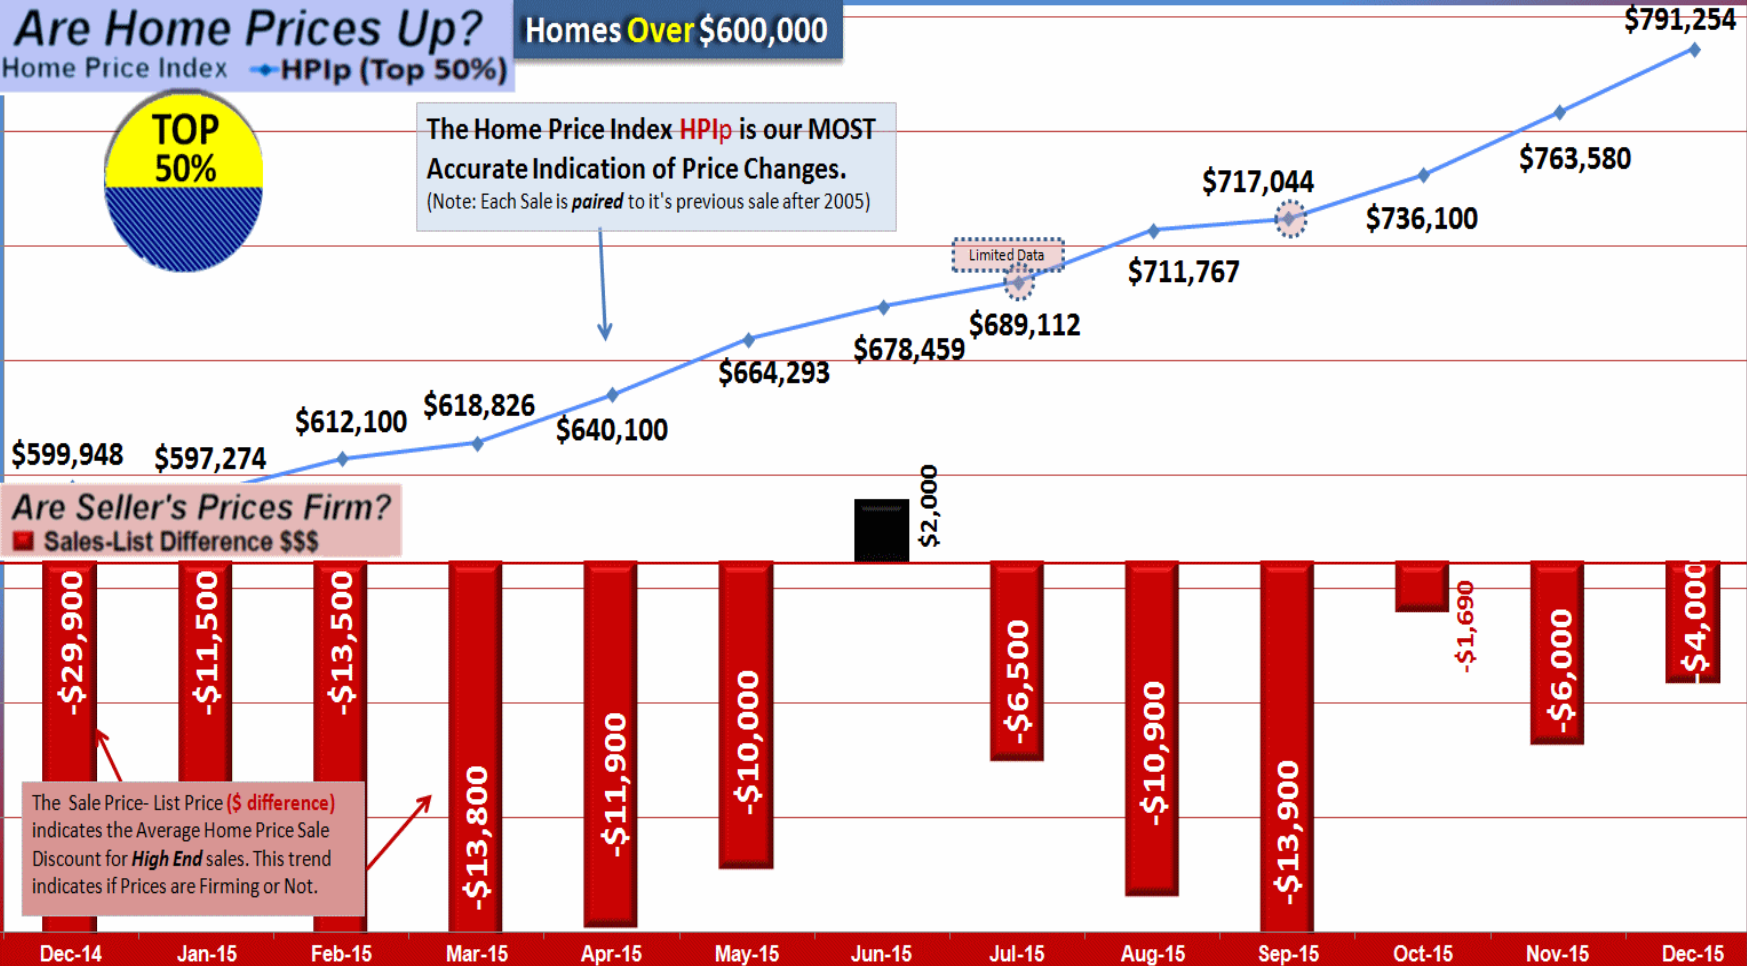 Are Home Prices Up?
Home Price Index HPIp (Top 50%)
Homes Over $600,000
TOP
50%
The Home Price Index HPIp is our MOST
Accurate Indication of Price Changes.
(Note: Each Sale is paired to it's previous sale after 2005)
Limited Data
$599,948
$597,274
$612,100
$618,826
$640,100
$664,293
$678,459
$689,112
$711,767
$717,044
$736,100
$763,580
$791,254
Are Seller's Prices Firm?
Sales-List Difference $$$
-$29,900
-$11,500
-$13,500
-$13,800
-$11,900
-$10,000
$2,000
-$6,500
-$10,900
-$13,900
-$1,690
-$6,000
-$4,000
The Sale Price- List Price ($ difference)
indicates the Average Home Price Sale
Discount for High End sales. This trend
indicates if Prices are Firming or Not.
Dec-14 Jan-15 Feb-15 Mar-15 Apr-15 May-15 Jun-15 Jul-15 Aug-15 Sep-15 Oct-15 Nov-15 Dec-15